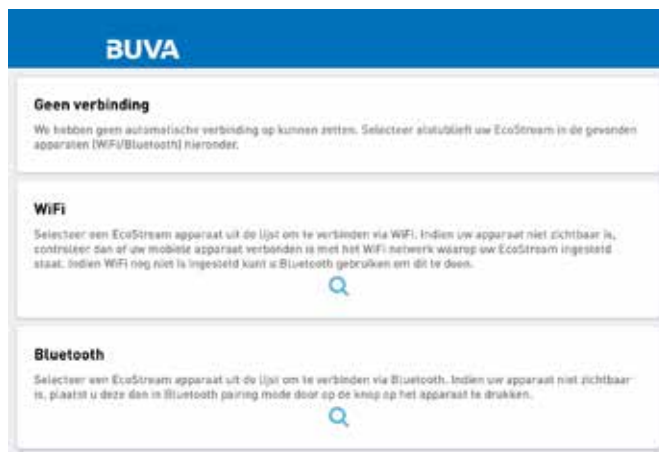 BUVA
Geen verbinding
We hebben geen automatische verbinding op kunnen zetten. Selecteer alstublieft uw EcoStream in de gevonden
apparaten (WiFi/Bluetooth) hieronder.
WiFi
Selecteer een EcoStream apparaat uit de lijst om te verbinden via WiFi. Indien uw apparaat niet zichtbaar is,
controleer dan of uw mobiele apparaat verbonden is met het WiFi netwerk waarop uw EcoStream ingesteld
staat. Indien WiFi nog niet is ingesteld kunt u Bluetooth gebruiken om dit te doen.
Bluetooth
Selecteer een EcoStream apparaat uit de lijst om te verbinden via Bluetooth. Indien uw apparaat niet zichtbaar
is, plaatst u deze dan in Bluetooth pairing mode door op de knop op het apparaat te drukken.